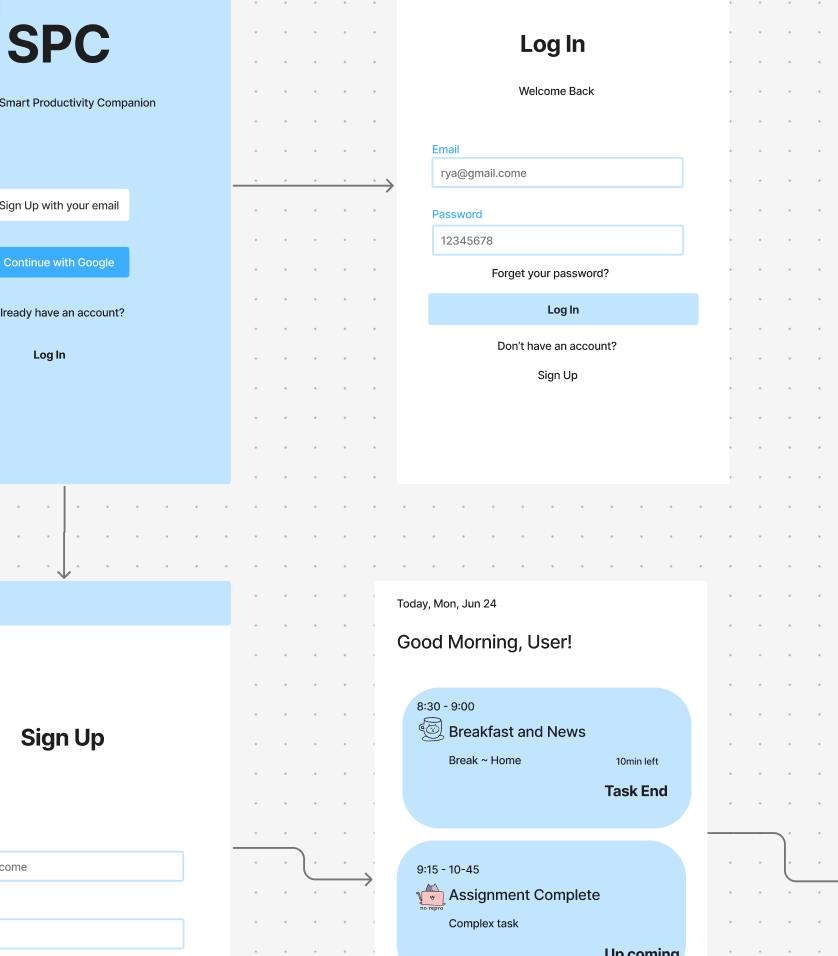 SPC
Smart Productivity Companion
Sign Up with your email
Continue with Google
lready have an account?
Log In
Log In
Welcome Back
Email
rya@gmail.come
Password
12345678
Forget your password?
Log In
Don't have an account?
Sign Up
Sign Up
come
Today, Mon, Jun 24
Good Morning, User!
8:30 - 9:00
Breakfast and News
Break ~ Home
10min left
Task End
9:15 - 10-45
no repro
Assignment Complete
Complex task
Up coming